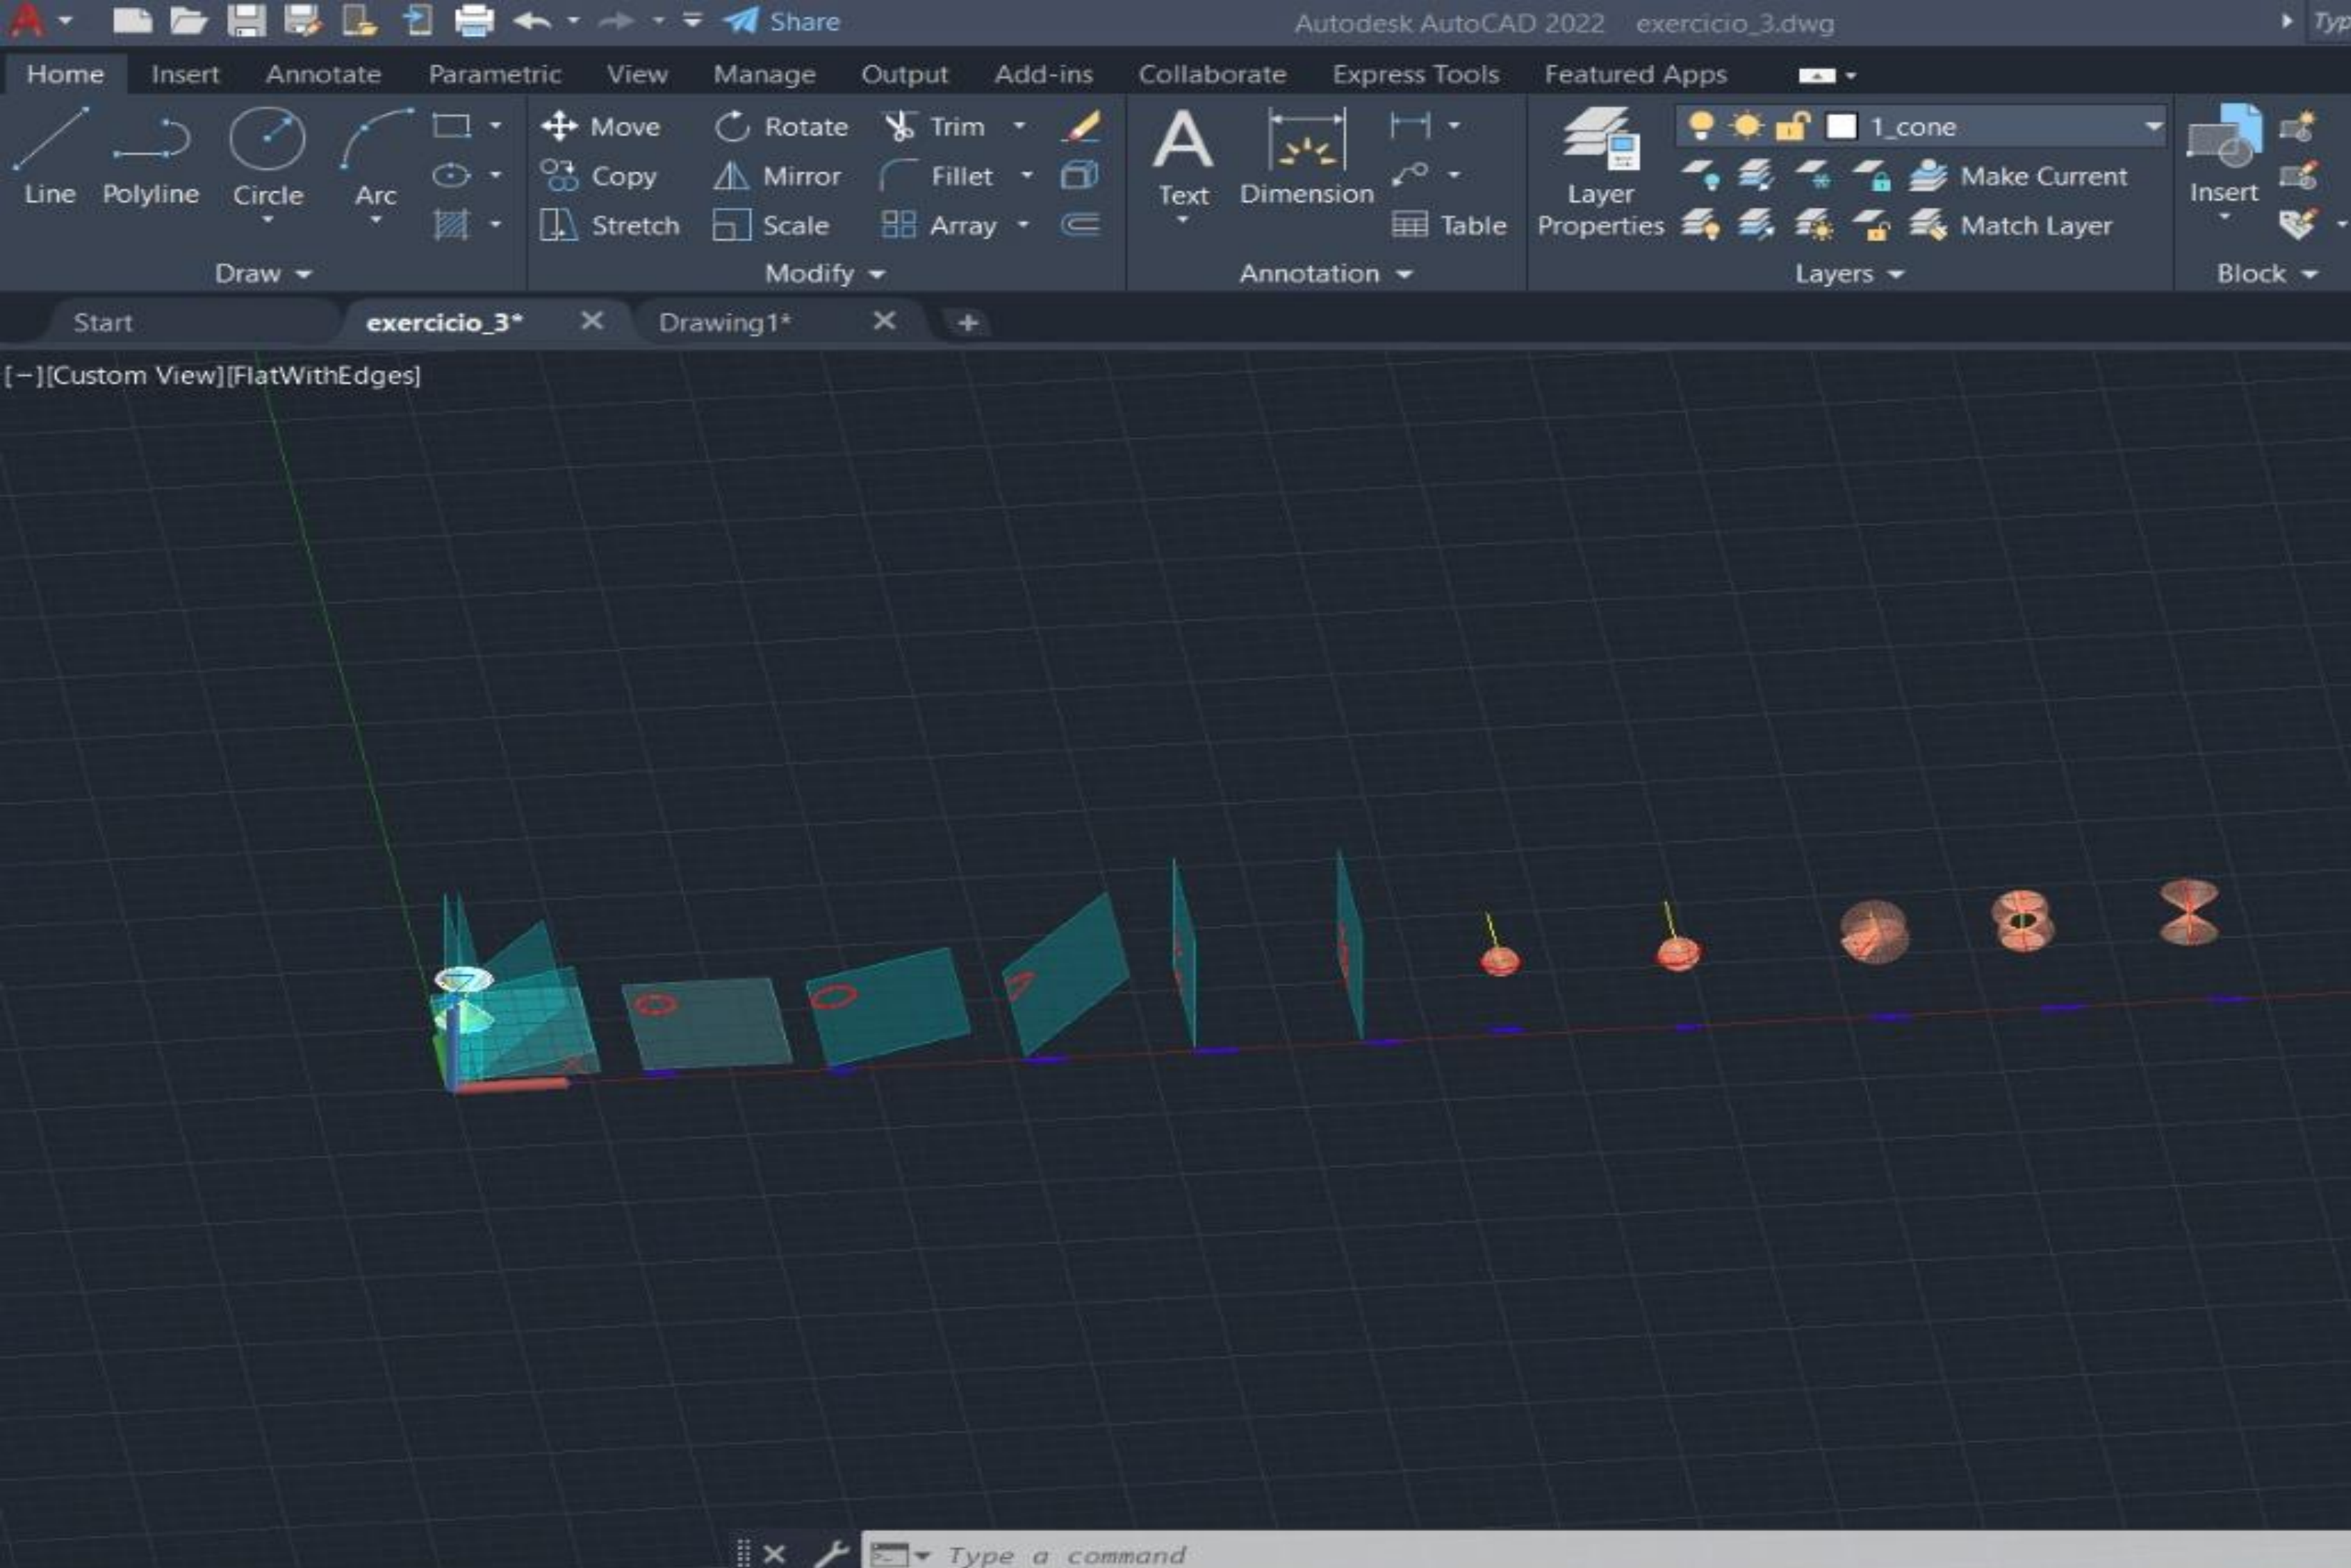 Share Autodesk AutoCAD 2022 exercicio_3.dwg
Home Insert Annotate Parametric View Manage Output Add-ins Collaborate Express Tools Featured Apps
Line Polyline Circle Arc
Move Rotate Trim
Copy Mirror Fillet
Stretch Scale Array
Text Dimension
Table
Layer Properties
1_cone
Make Current
Match Layer
Insert
Draw Modify Annotation Layers Block
Start exercicio_3* Drawing1*
[−][Custom View][FlatWithEdges]
Type a command